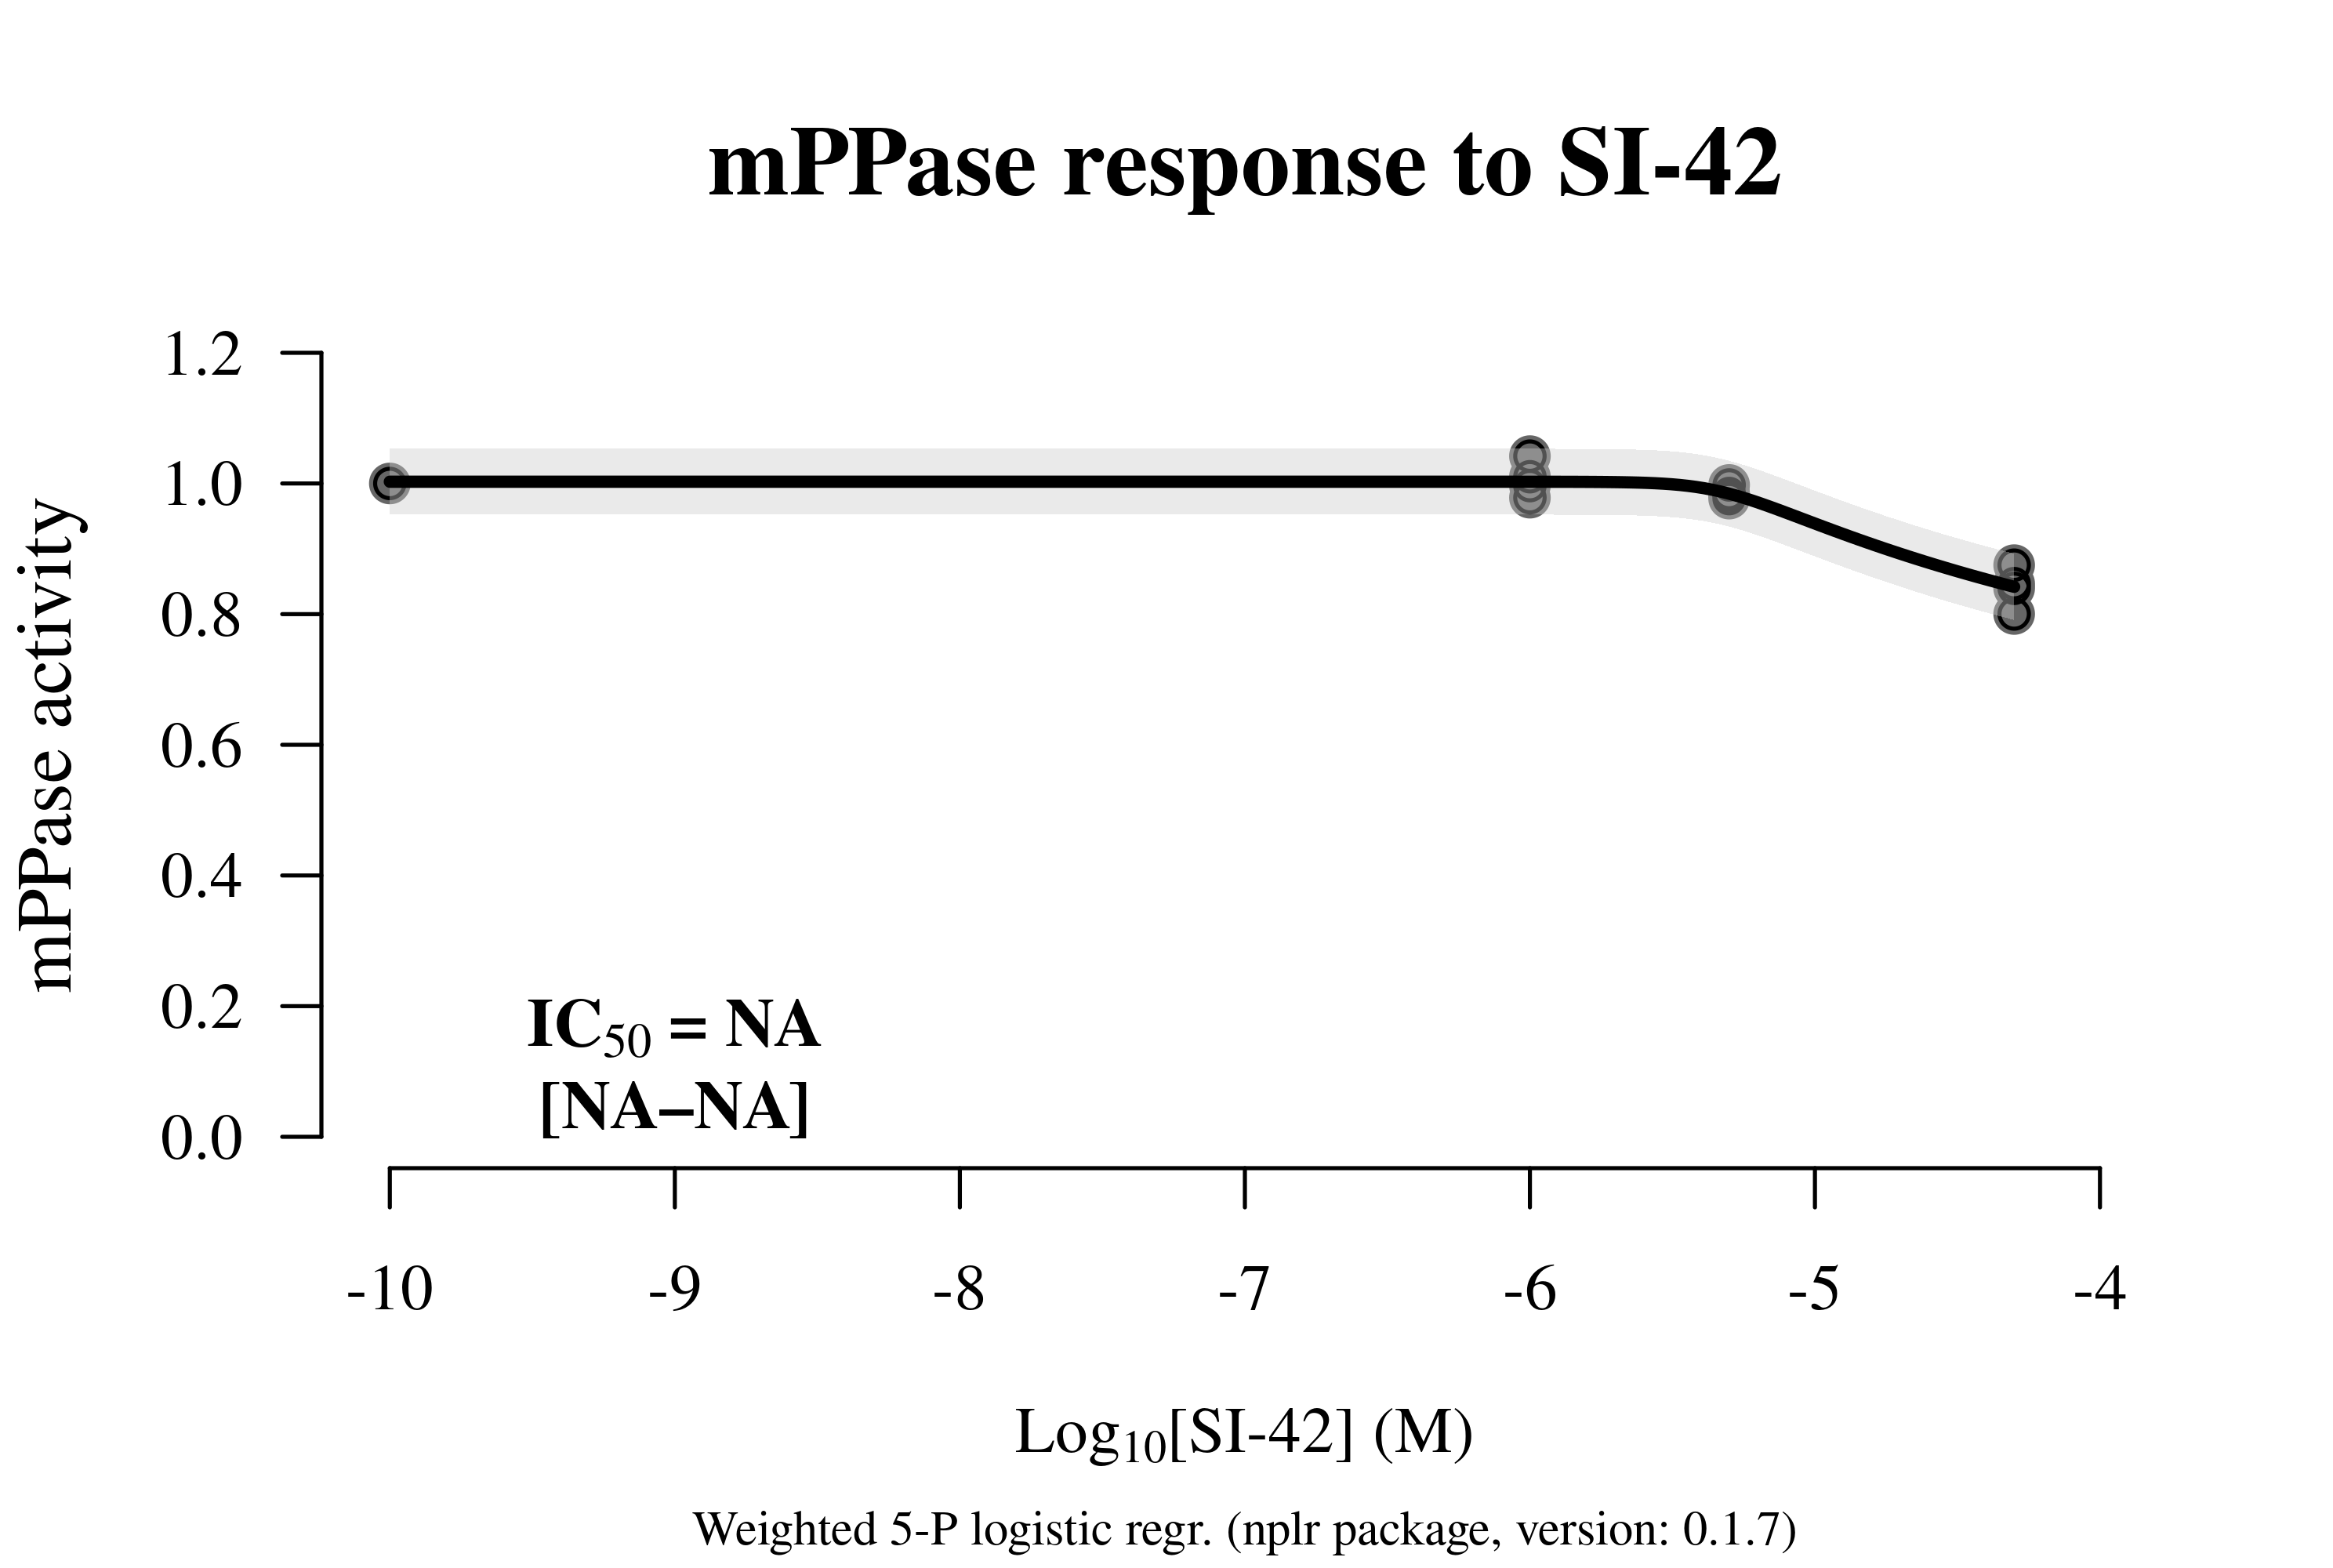 mPPase response to SI-42
mPPase activity
1.2
1.0
0.8
0.6
0.4
0.2
0.0
IC50 = NA
[NA–NA]
-10 -9 -8 -7 -6 -5 -4
Log10[SI-42] (M)
Weighted 5-P logistic regr. (nplr package, version: 0.1.7)